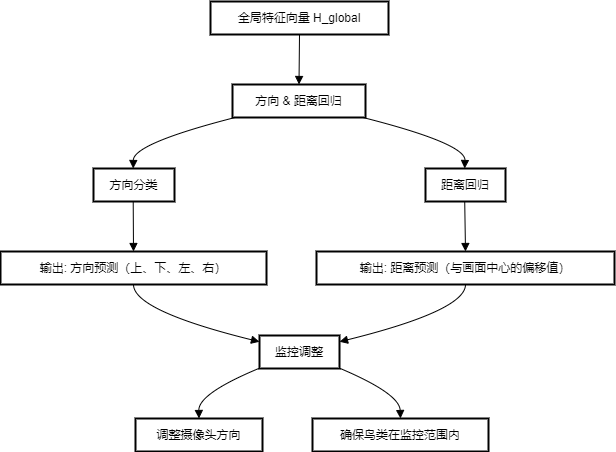 全局特征向量 H_global
方向 & 距离回归
方向分类
距离回归
输出: 方向预测（上、下、左、右）
输出: 距离预测（与画面中心的偏移值）
监控调整
调整摄像头方向
确保鸟类在监控范围内